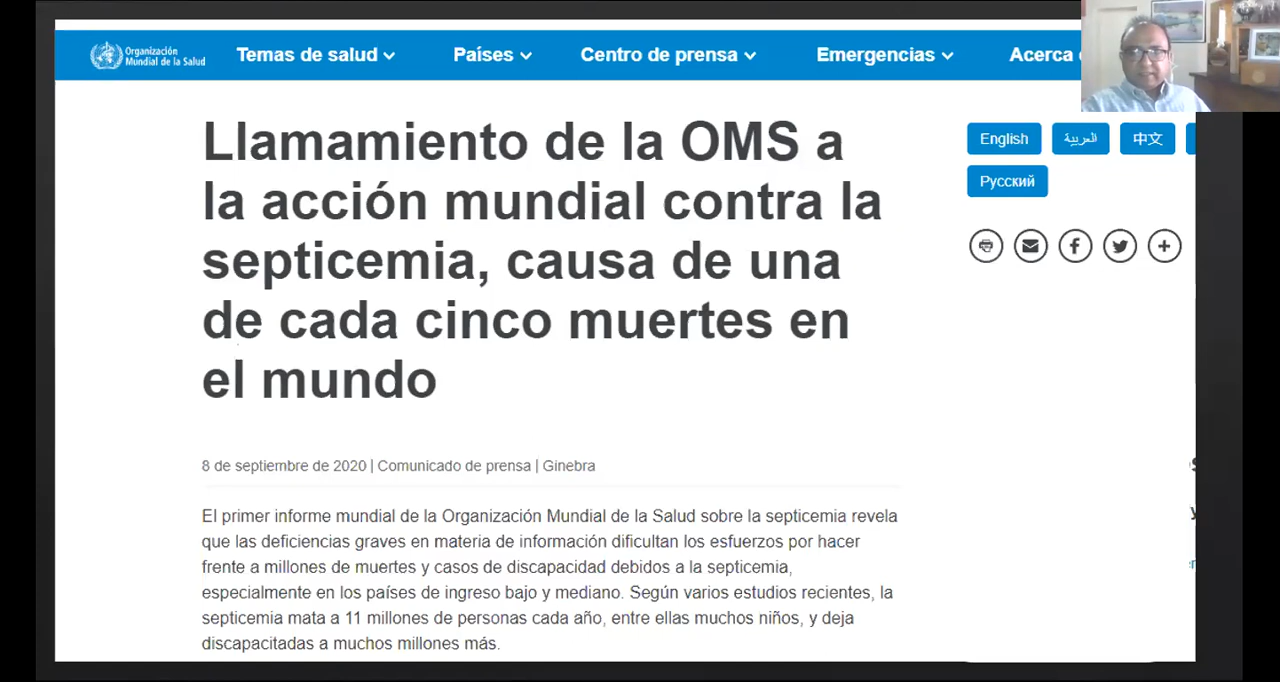 Organización
Mundial de la Salud
Temas de salud
Países
Centro de prensa
Emergencias
Acerca
Llamamiento de la OMS a
la acción mundial contra la
septicemia, causa de una
de cada cinco muertes en
el mundo
English
العربية
中文
Русский
8 de septiembre de 2020 | Comunicado de prensa | Ginebra
El primer informe mundial de la Organización Mundial de la Salud sobre la septicemia revela
que las deficiencias graves en materia de información dificultan los esfuerzos por hacer
frente a millones de muertes y casos de discapacidad debidos a la septicemia,
especialmente en los países de ingreso bajo y mediano. Según varios estudios recientes, la
septicemia mata a 11 millones de personas cada año, entre ellas muchos niños, y deja
discapacitadas a muchos millones más.